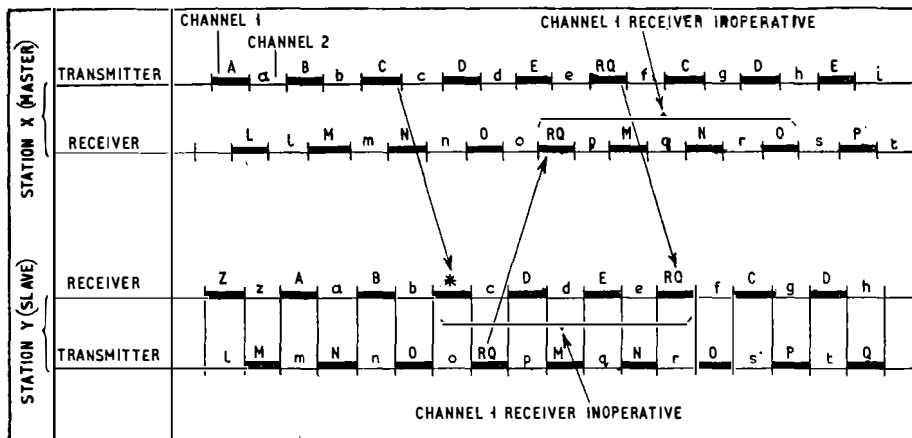 CHANNEL 1
CHANNEL 2
CHANNEL 1 RECEIVER INOPERATIVE
STATION X (MASTER)
TRANSMITTER
A a B b C c D d E e RQ f C g D h E i
RECEIVER
L l M m N n O o RQ p M q N r O s P t
STATION Y (SLAVE)
RECEIVER
Z z A a B b * c D d E e RQ f C g D h
TRANSMITTER
l M m N n O o RQ p M q N r O s P t Q
CHANNEL 1 RECEIVER INOPERATIVE